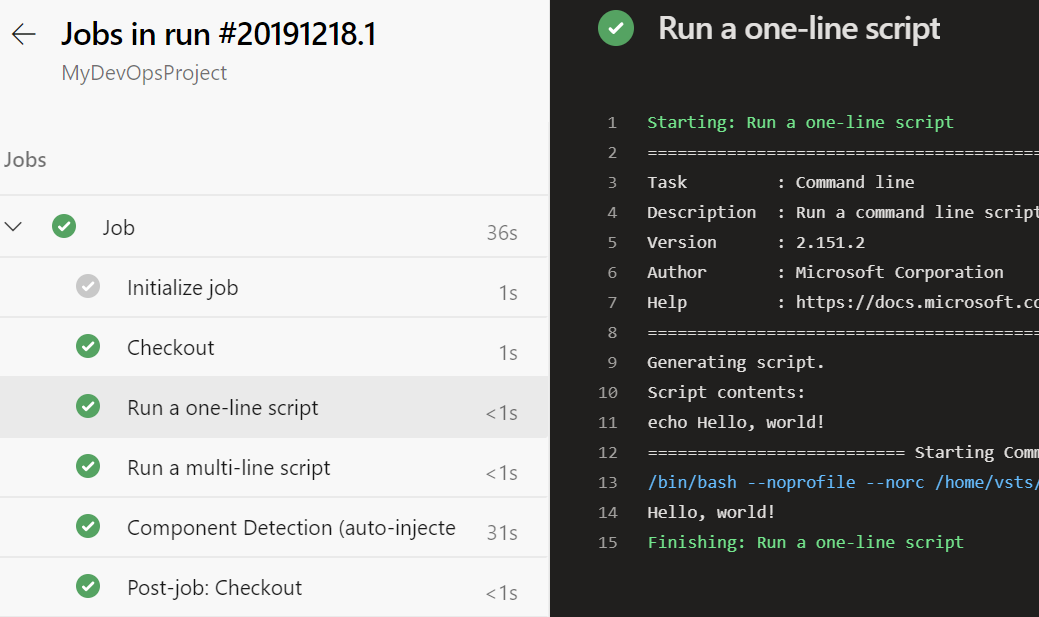 Jobs in run #20191218.1
MyDevOpsProject
Jobs
Job 36s
Initialize job 1s
Checkout 1s
Run a one-line script <1s
Run a multi-line script <1s
Component Detection (auto-injecte 31s
Post-job: Checkout <1s
Run a one-line script
1 Starting: Run a one-line script
2 ========================================
3 Task         : Command line
4 Description  : Run a command line script
5 Version      : 2.151.2
6 Author       : Microsoft Corporation
7 Help         : https://docs.microsoft.co
8 ========================================
9 Generating script.
10 Script contents:
11 echo Hello, world!
12 ========================== Starting Comm
13 /bin/bash --noprofile --norc /home/vsts/
14 Hello, world!
15 Finishing: Run a one-line script